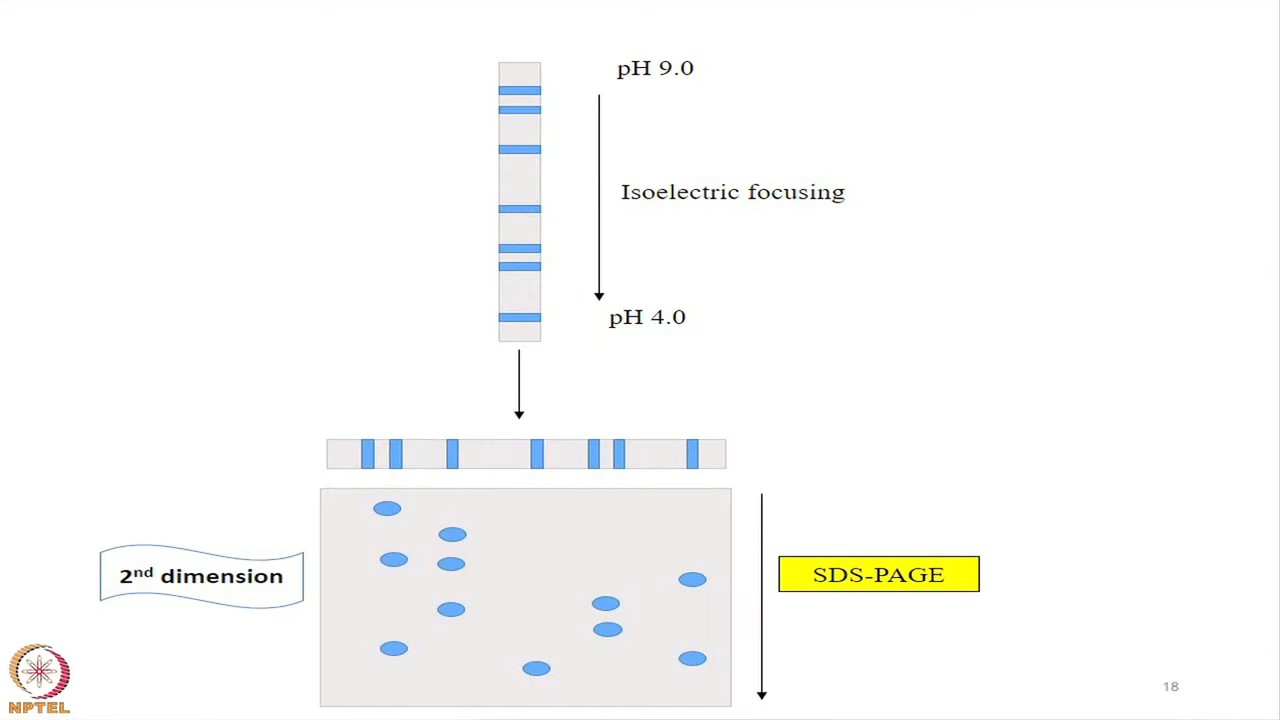 pH 9.0
Isoelectric focusing
pH 4.0
2nd dimension
SDS-PAGE
NPTEL
18